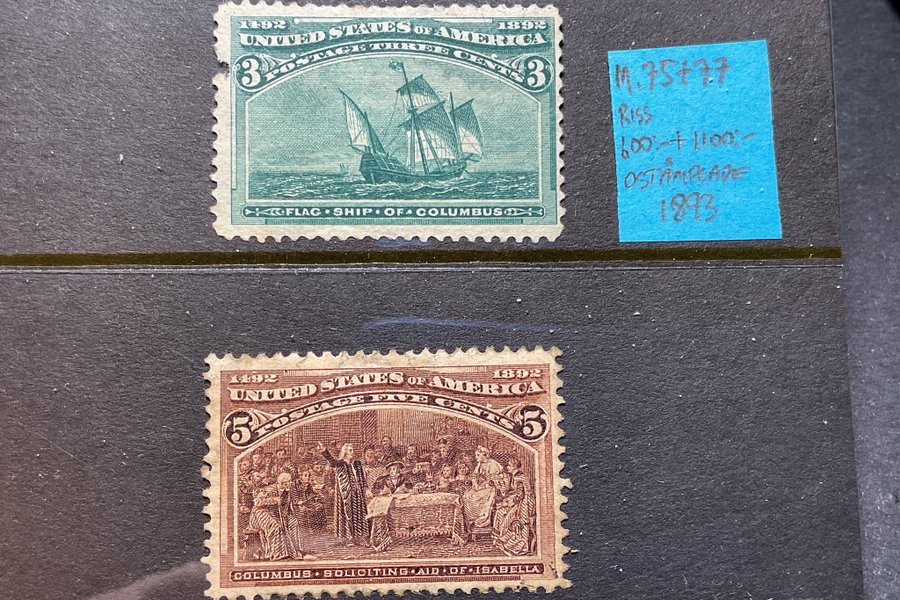 1492 1892
UNITED STATES OF AMERICA
POSTAGE THREE CENTS
3 3
FLAG · SHIP · OF · COLUMBUS
M. 75+77
RISS
600:-+1100:-
OSTÄMPLADE
1893
1492 1892
UNITED STATES OF AMERICA
POSTAGE FIVE CENTS
5 5
COLUMBUS · SOLICITING · AID · OF · ISABELLA